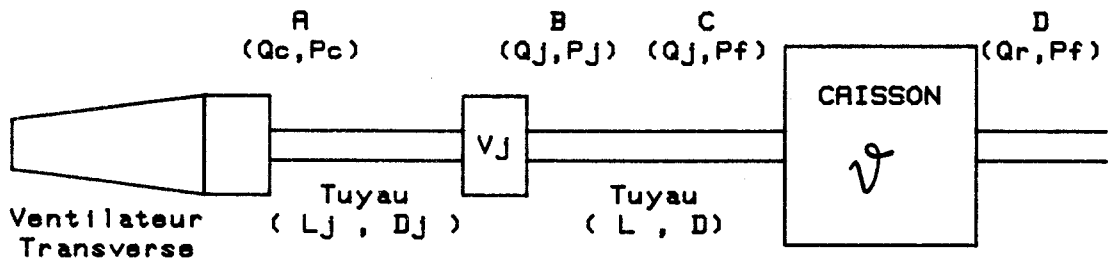 A B C D
(Qc,Pc) (Qj,Pj) (Qj,Pf) (Qr,Pf)
CAISSON
Vj
𝒱
Tuyau Tuyau
( Lj , Dj ) ( L , D)
Ventilateur
Transverse